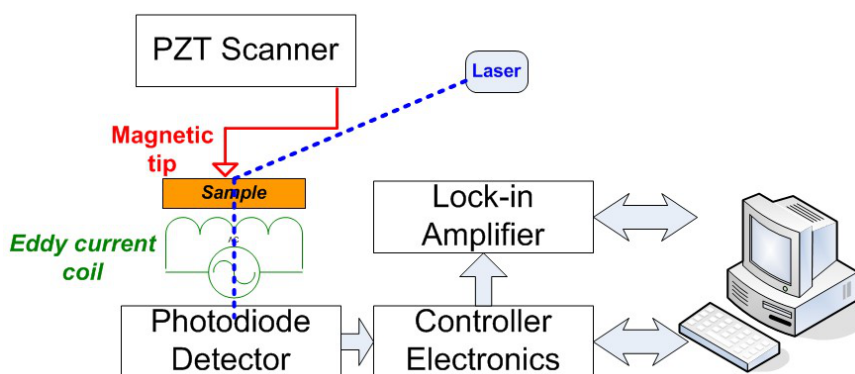 PZT Scanner
Laser
Magnetic
tip
Sample
Lock-in
Amplifier
Eddy current
coil
Photodiode
Detector
Controller
Electronics